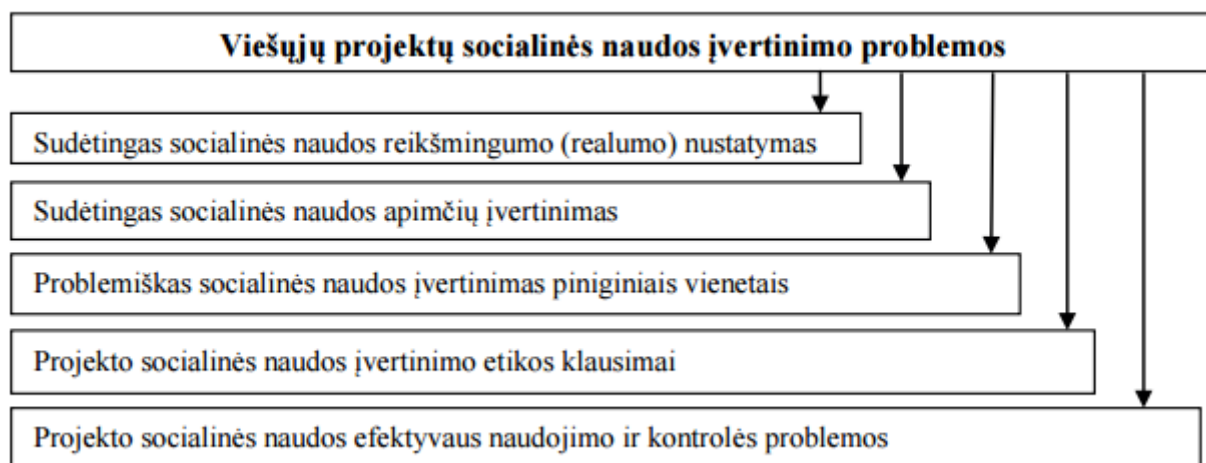 Viešųjų projektų socialinės naudos įvertinimo problemos
Sudėtingas socialinės naudos reikšmingumo (realumo) nustatymas
Sudėtingas socialinės naudos apimčių įvertinimas
Problemiškas socialinės naudos įvertinimas piniginiais vienetais
Projekto socialinės naudos įvertinimo etikos klausimai
Projekto socialinės naudos efektyvaus naudojimo ir kontrolės problemos